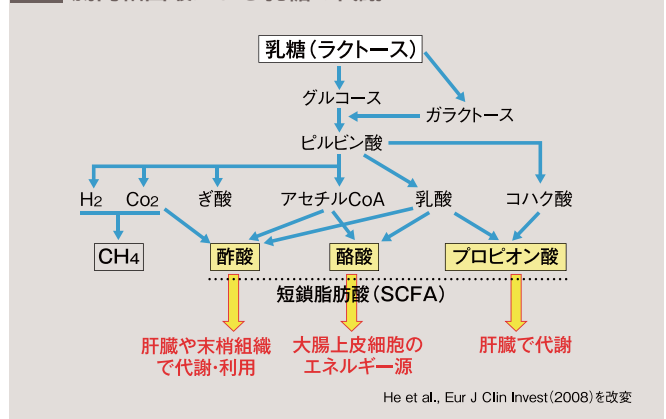 乳糖（ラクトース）
グルコース
ガラクトース
ピルビン酸
H2 Co2 ぎ酸 アセチルCoA 乳酸 コハク酸
CH4 酢酸 酪酸 プロピオン酸
短鎖脂肪酸（SCFA）
肝臓や末梢組織
で代謝・利用
大腸上皮細胞の
エネルギー源
肝臓で代謝
He et al., Eur J Clin Invest（2008）を改変